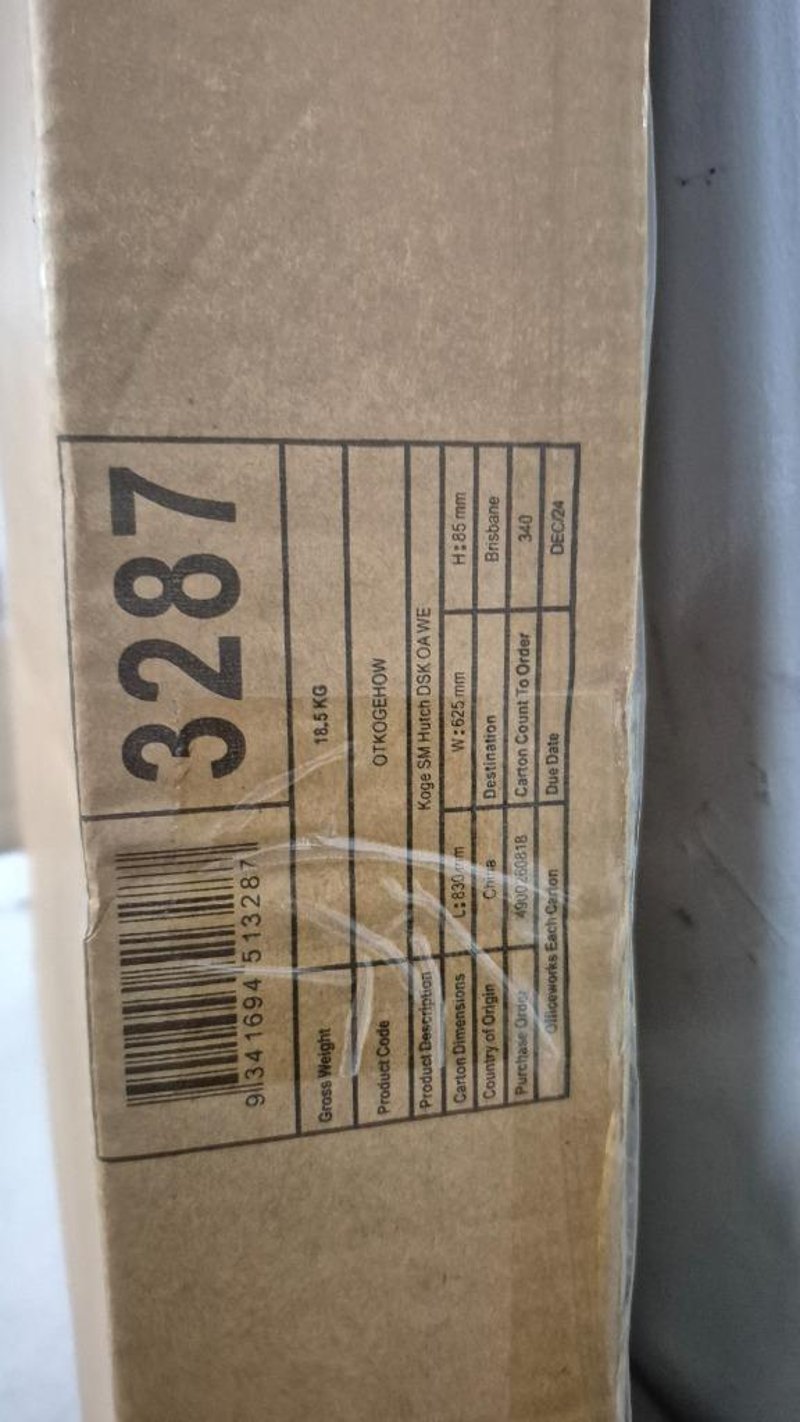 3287
9 341694 513287
Gross Weight 18.5 KG
Product Code OTKOGEHOW
Product Description Koge SM Hutch DSK OA WE
Carton Dimensions L:830 mm W:625 mm H:85 mm
Country of Origin China Destination Brisbane
Purchase Order 4900260818 Carton Count To Order 340
Officeworks Each Carton Due Date DEC/24